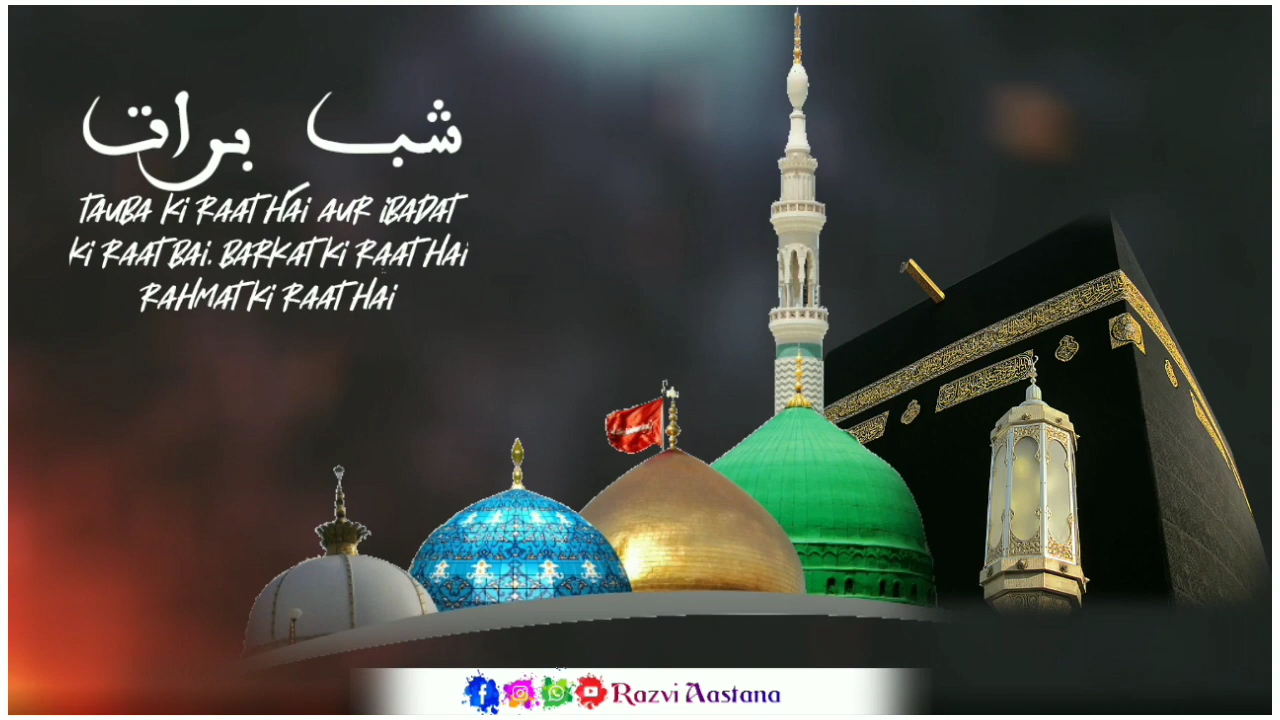 شب برات
TAUBA KI RAAT HAI AUR IBADAT
KI RAAT BAI. BARKAT KI RAAT HAI
RAHMAT KI RAAT HAI
Razvi Aastana